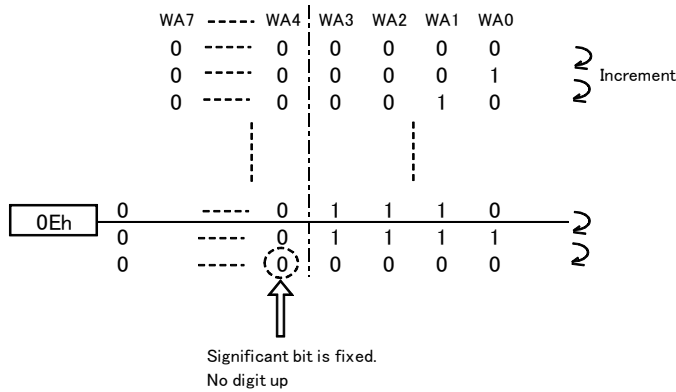 WA7 ----- WA4 WA3 WA2 WA1 WA0
0 ----- 0 0 0 0 0
0 ----- 0 0 0 0 1 Increment
0 ----- 0 0 0 1 0
0 ----- 0 1 1 1 0
0Eh
0 ----- 0 1 1 1 1
0 ----- 0 0 0 0 0
Significant bit is fixed.
No digit up